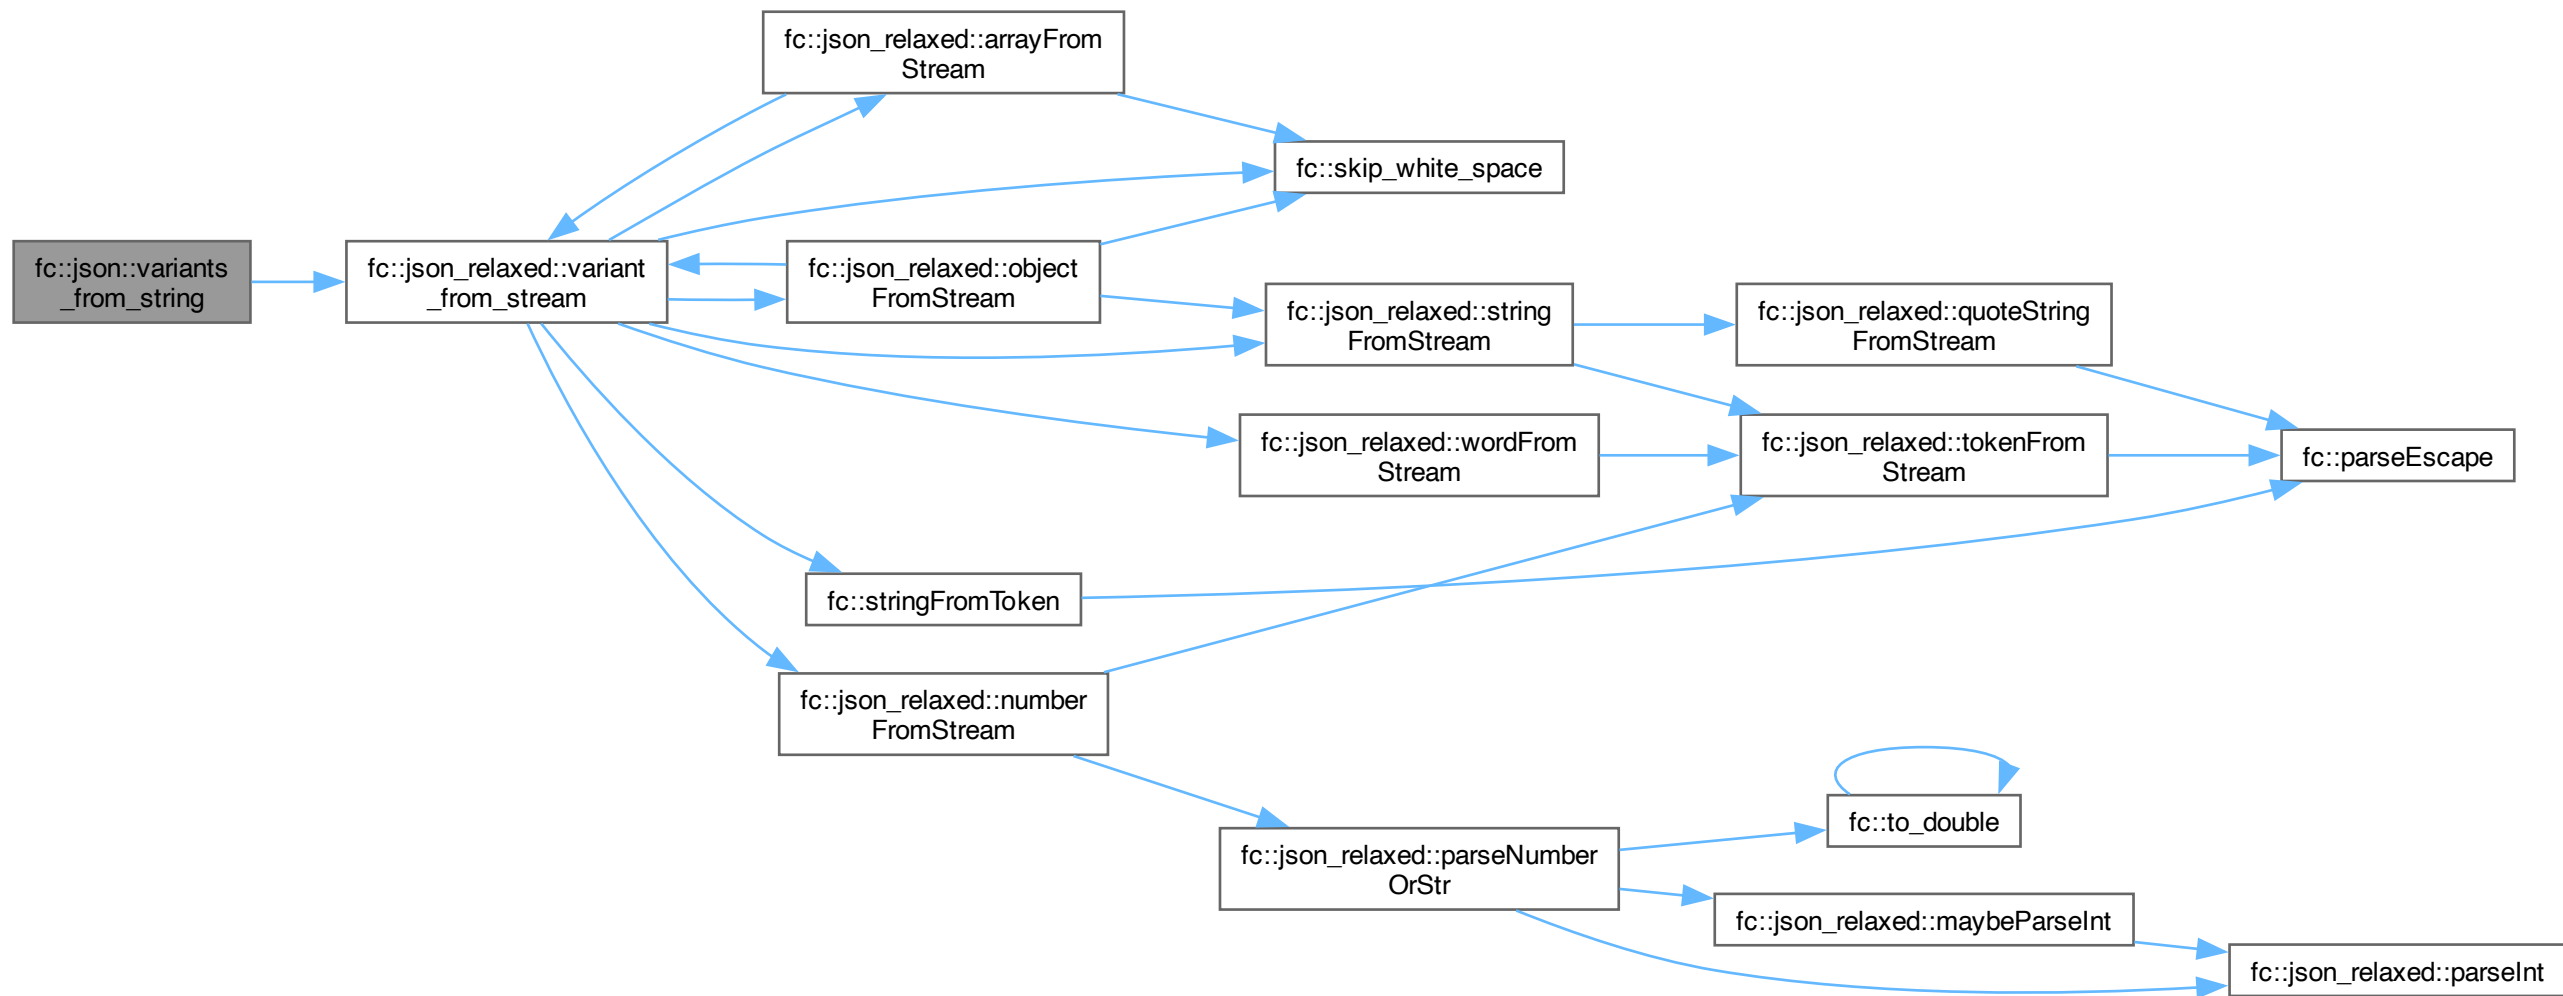 fc::json_relaxed::arrayFrom
Stream
fc::skip_white_space
fc::json::variants
_from_string
fc::json_relaxed::variant
_from_stream
fc::json_relaxed::object
FromStream
fc::json_relaxed::string
FromStream
fc::json_relaxed::quoteString
FromStream
fc::json_relaxed::wordFrom
Stream
fc::json_relaxed::tokenFrom
Stream
fc::parseEscape
fc::stringFromToken
fc::json_relaxed::number
FromStream
fc::to_double
fc::json_relaxed::parseNumber
OrStr
fc::json_relaxed::maybeParseInt
fc::json_relaxed::parseInt